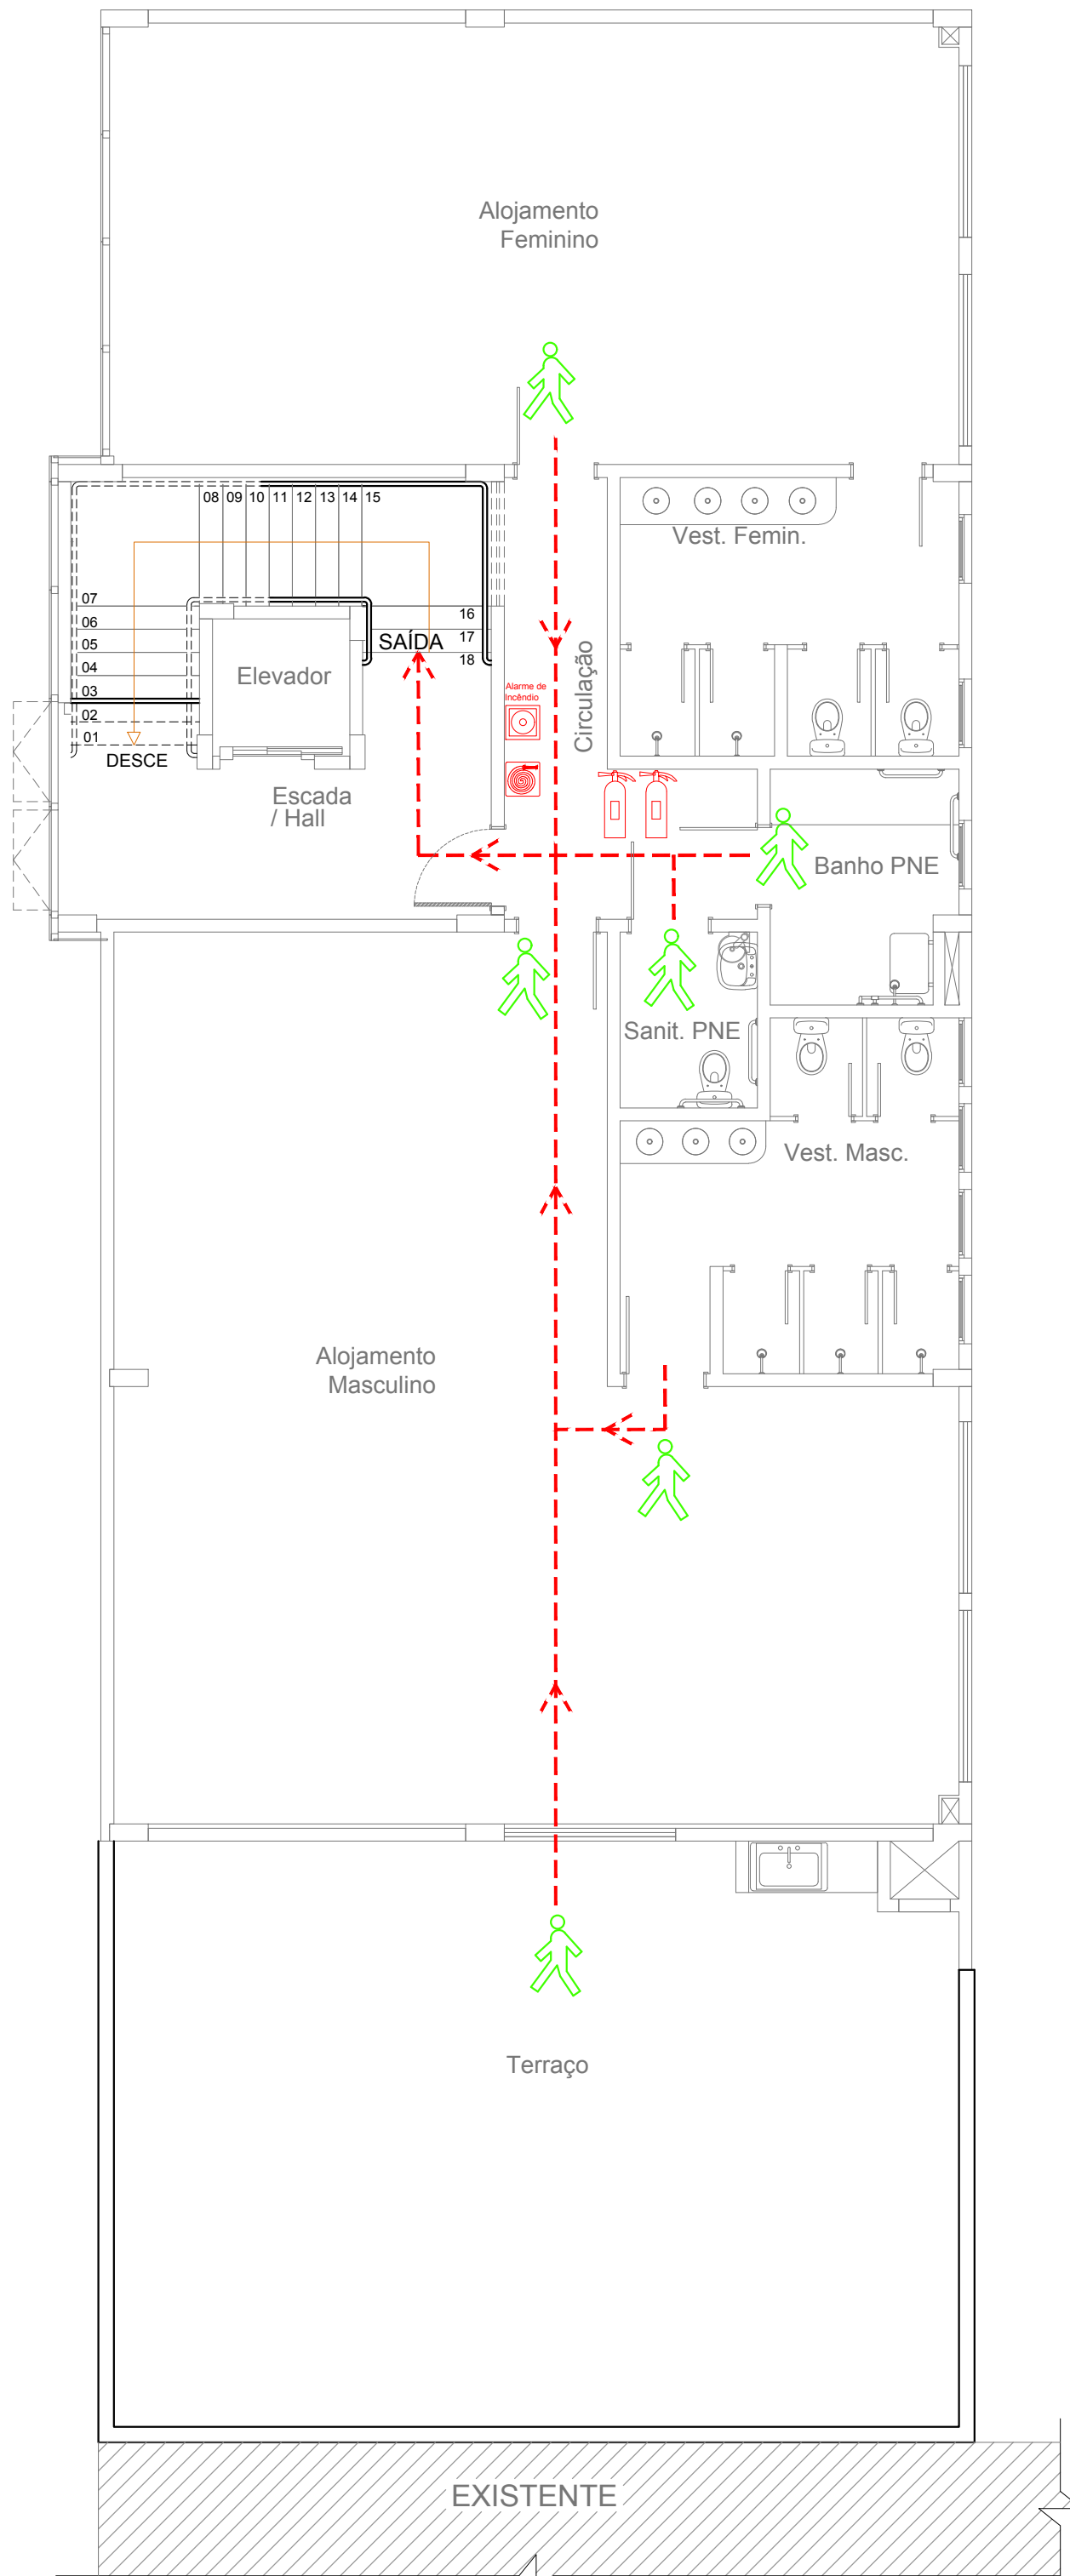 Alojamento
Feminino
08 09 10 11 12 13 14 15
Vest. Femin.
07
06
05
04
03
02
01
DESCE
16
17
18
SAÍDA
Elevador
Circulação
Alarme de
Incêndio
Escada
/ Hall
Banho PNE
Sanit. PNE
Vest. Masc.
Alojamento
Masculino
Terraço
EXISTENTE